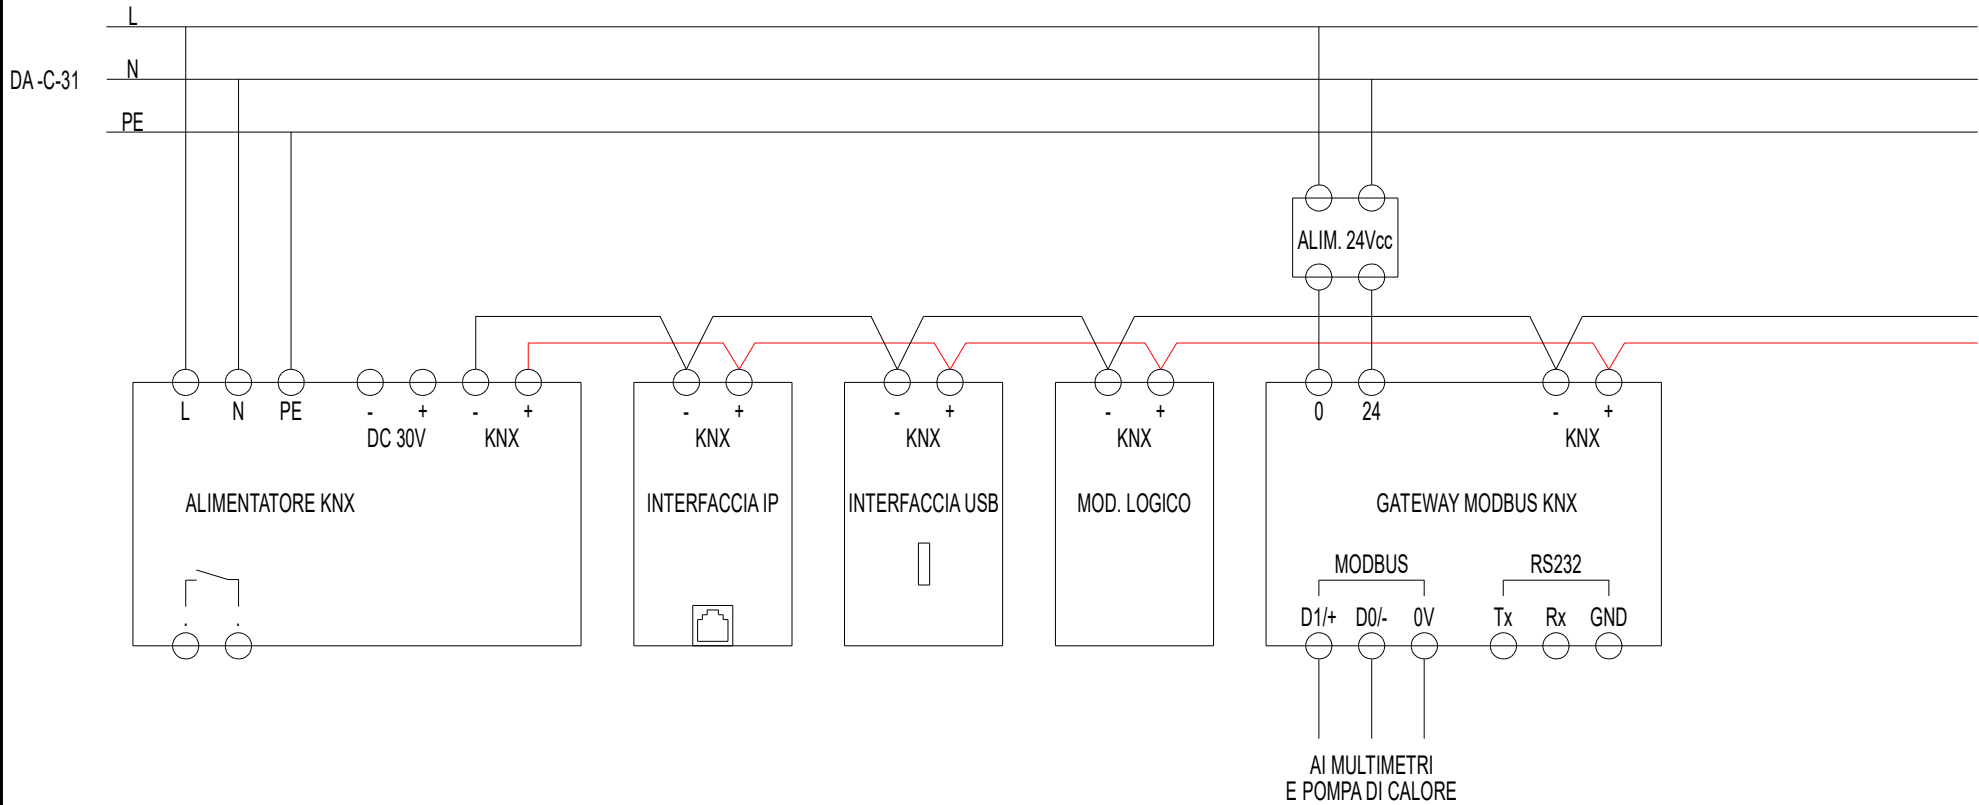 L
DA -C-31
N
PE
ALIM. 24Vcc
L N PE - + - +
DC 30V KNX
- +
KNX
- +
KNX
- +
KNX
0 24 - +
KNX
ALIMENTATORE KNX
INTERFACCIA IP
INTERFACCIA USB
MOD. LOGICO
GATEWAY MODBUS KNX
MODBUS RS232
D1/+ D0/- 0V Tx Rx GND
AI MULTIMETRI
E POMPA DI CALORE